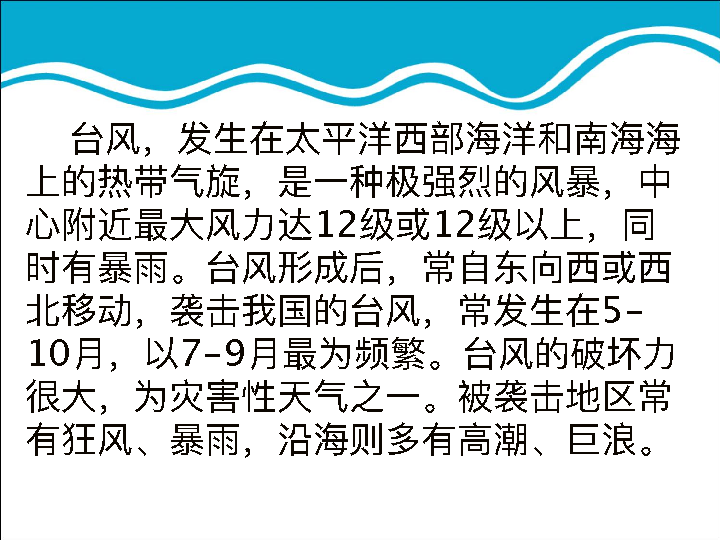 台风，发生在太平洋西部海洋和南海海
上的热带气旋，是一种极强烈的风暴，中
心附近最大风力达12级或12级以上，同
时有暴雨。台风形成后，常自东向西或西
北移动，袭击我国的台风，常发生在5–
10月，以7–9月最为频繁。台风的破坏力
很大，为灾害性天气之一。被袭击地区常
有狂风、暴雨，沿海则多有高潮、巨浪。